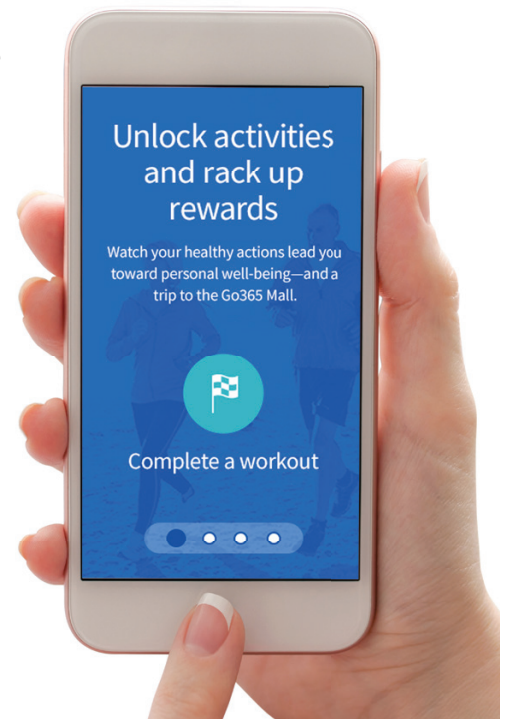 Unlock activities
and rack up
rewards
Watch your healthy actions lead you
toward personal well-being—and a
trip to the Go365 Mall.
Complete a workout